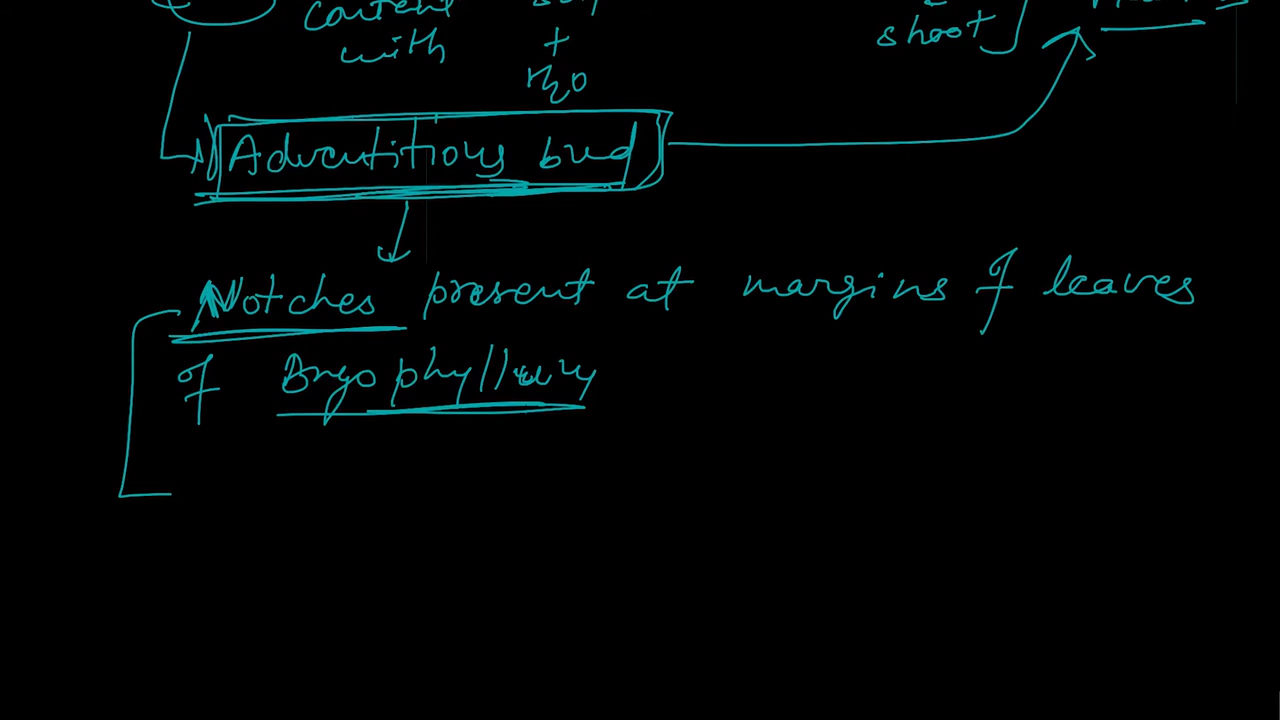 content
with
+
H2O
shoot
Adventitious bud
Notches present at margins of leaves
of Bryophyllum